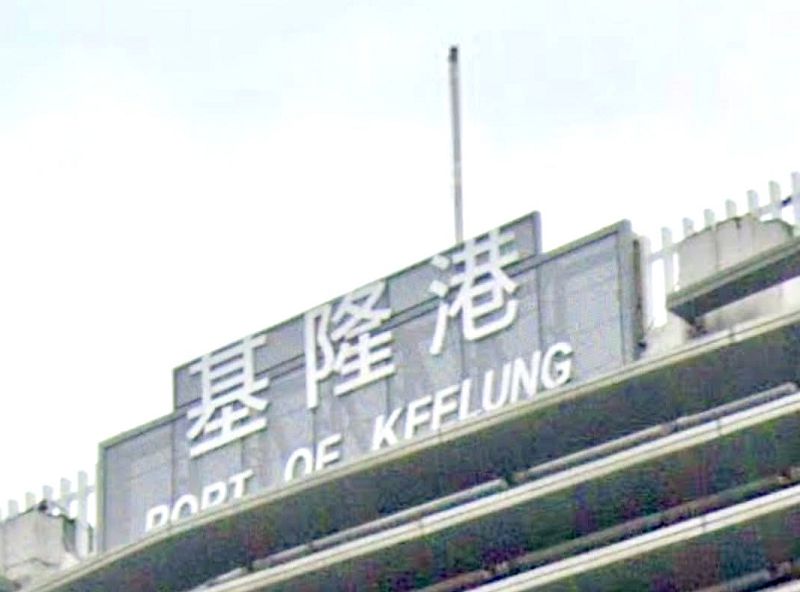 基隆港
PORT OF KEELUNG